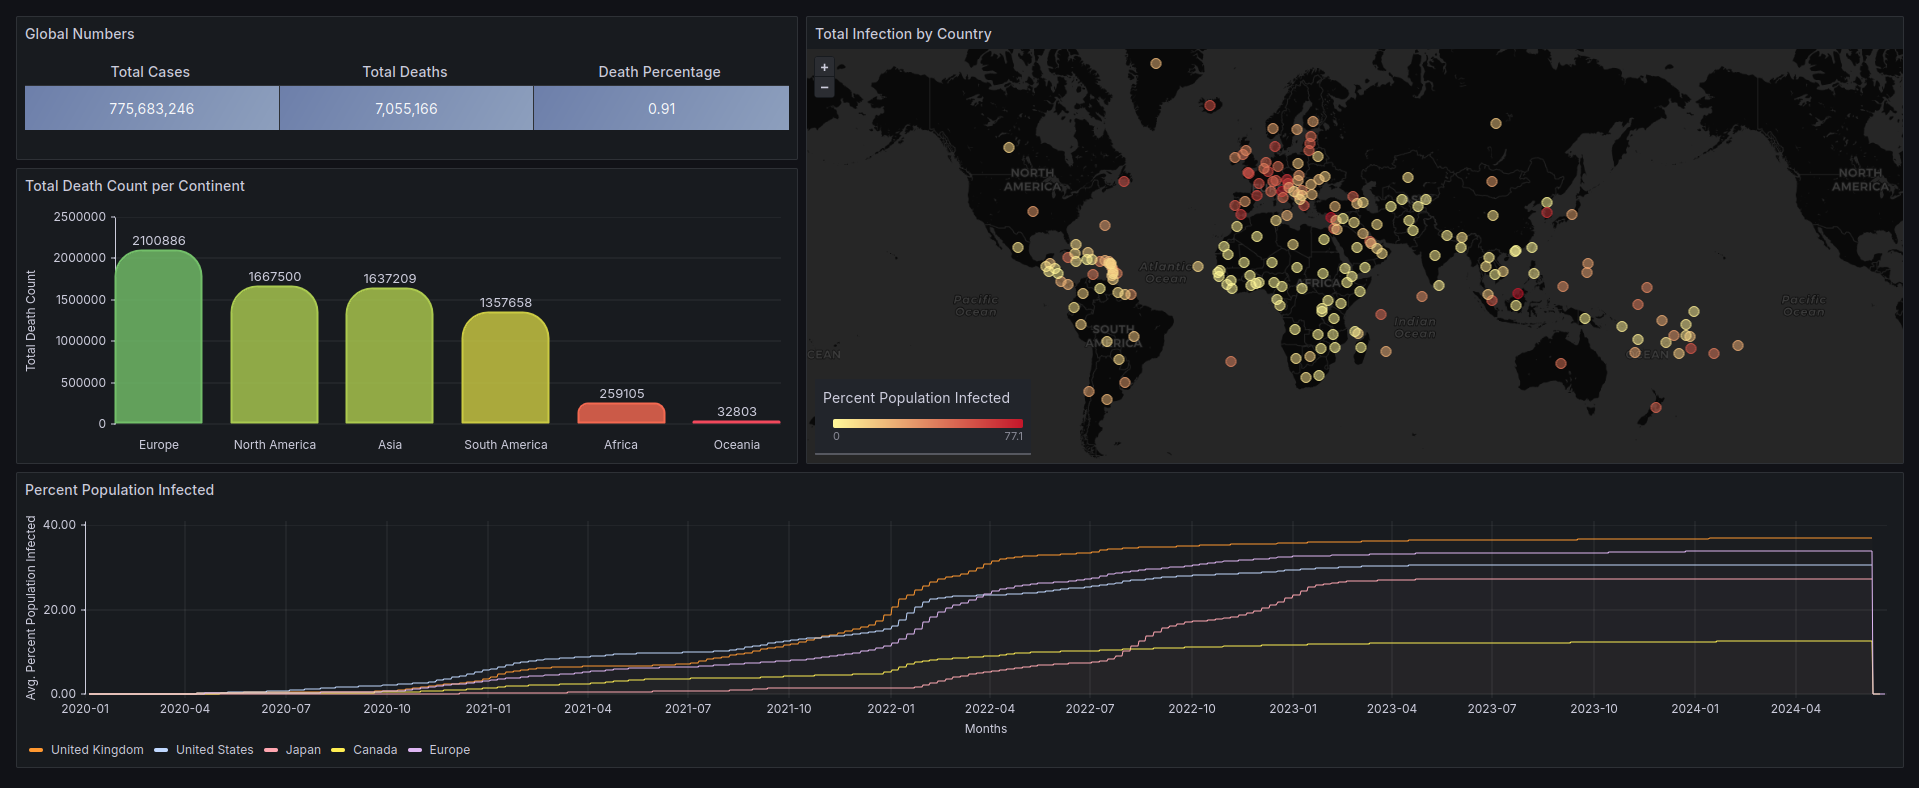 Global Numbers
Total Cases Total Deaths Death Percentage
775,683,246 7,055,166 0.91
Total Death Count per Continent
Total Death Count
2500000
2000000
1500000
1000000
500000
0
2100886
1667500
1637209
1357658
259105
32803
Europe North America Asia South America Africa Oceania
Total Infection by Country
+
−
NORTH
AMERICA
NORTH
AMERICA
Atlantic
Ocean
AFRICA
Pacific
Ocean
Pacific
Ocean
Indian
Ocean
SOUTH
AMERICA
CEAN
EAN
Percent Population Infected
0 77.1
Percent Population Infected
Avg. Percent Population Infected
40.00
20.00
0.00
2020-01 2020-04 2020-07 2020-10 2021-01 2021-04 2021-07 2021-10 2022-01 2022-04 2022-07 2022-10 2023-01 2023-04 2023-07 2023-10 2024-01 2024-04
Months
United Kingdom United States Japan Canada Europe